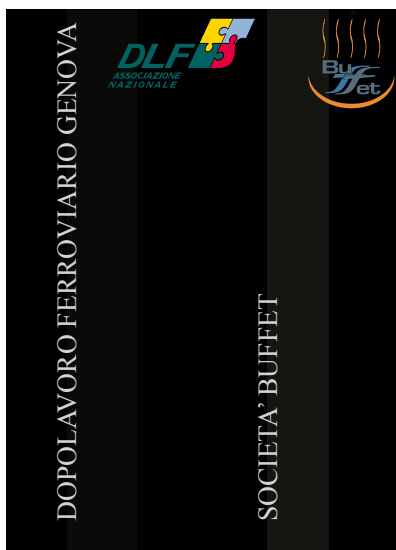 DOPOLAVORO FERROVIARIO GENOVA
DLF
ASSOCIAZIONE
NAZIONALE
SOCIETA' BUFFET
Buffet